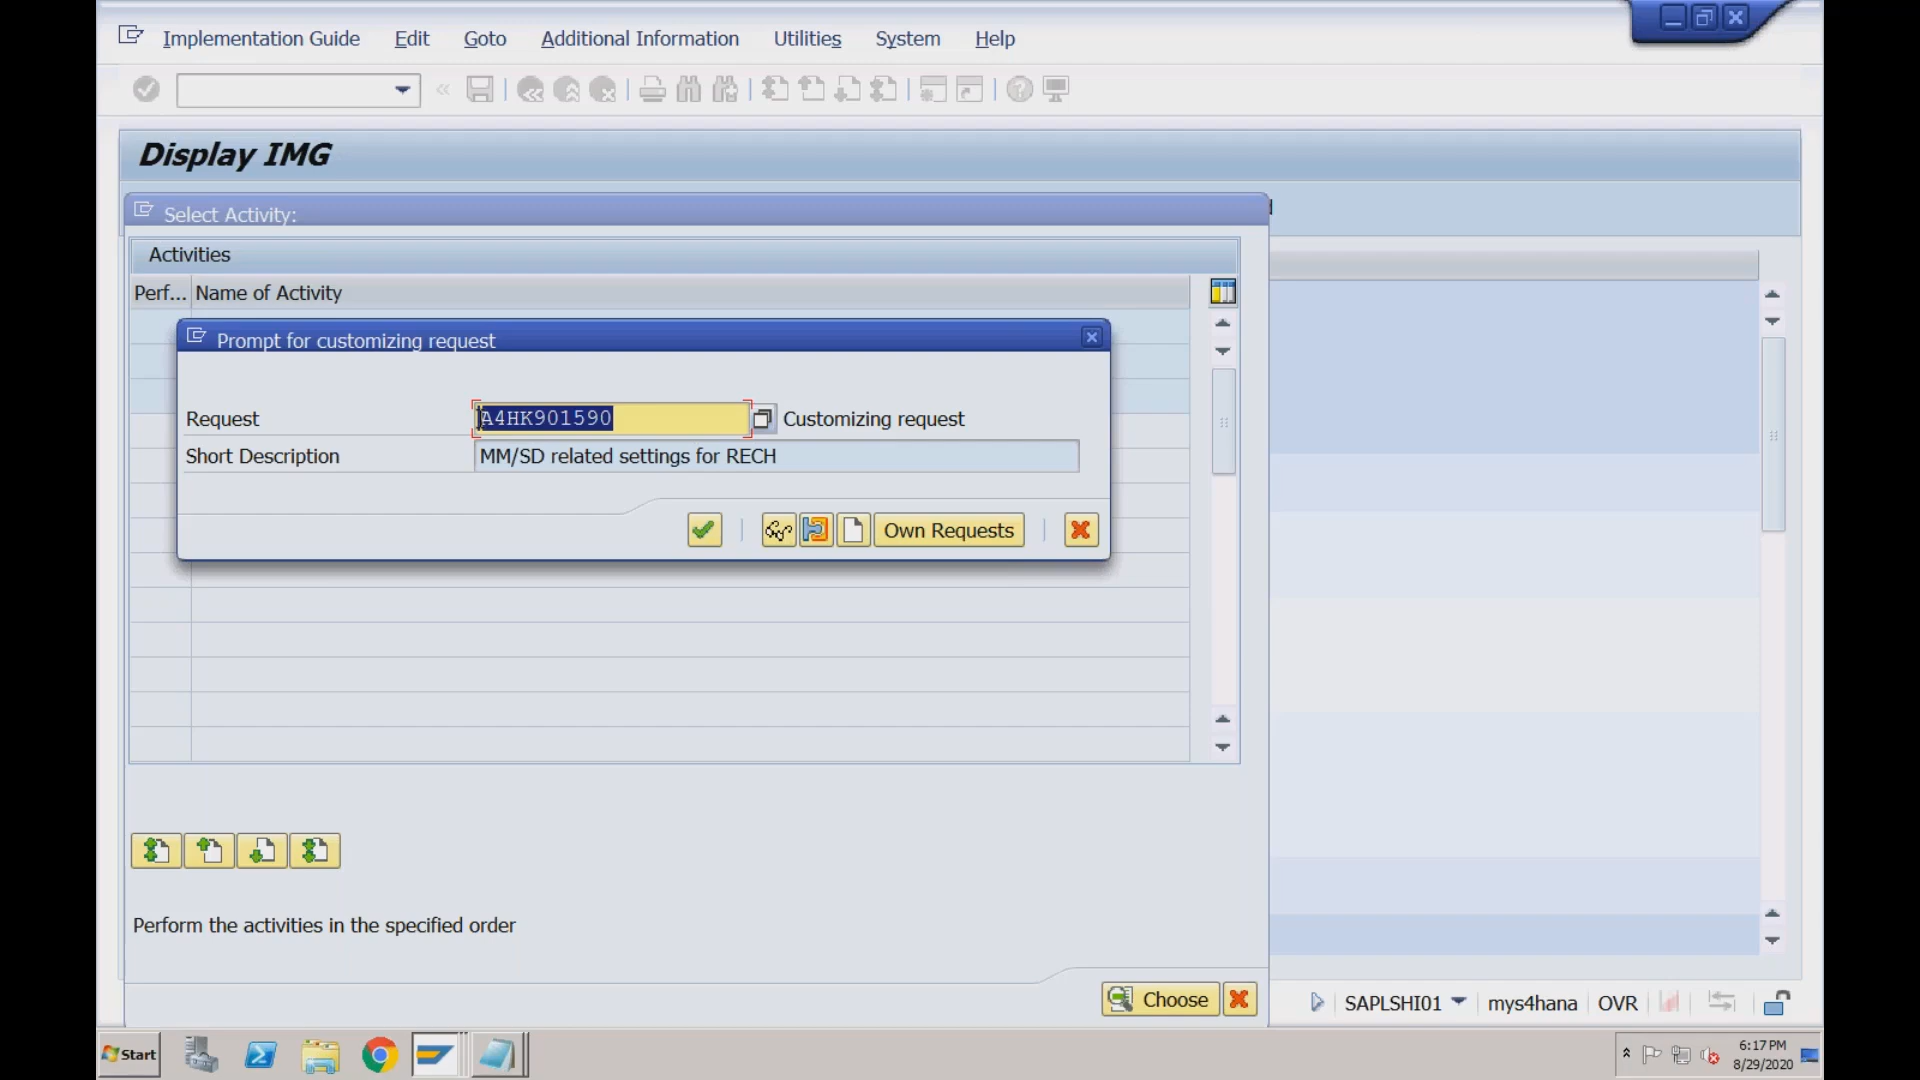 Implementation Guide Edit Goto Additional Information Utilities System Help
Display IMG
Select Activity:
Activities
Perf... Name of Activity
Prompt for customizing request
Request A4HK901590 Customizing request
Short Description MM/SD related settings for RECH
Own Requests
Perform the activities in the specified order
Choose
SAPLSHI01 mys4hana OVR
Start
6:17 PM
8/29/2020